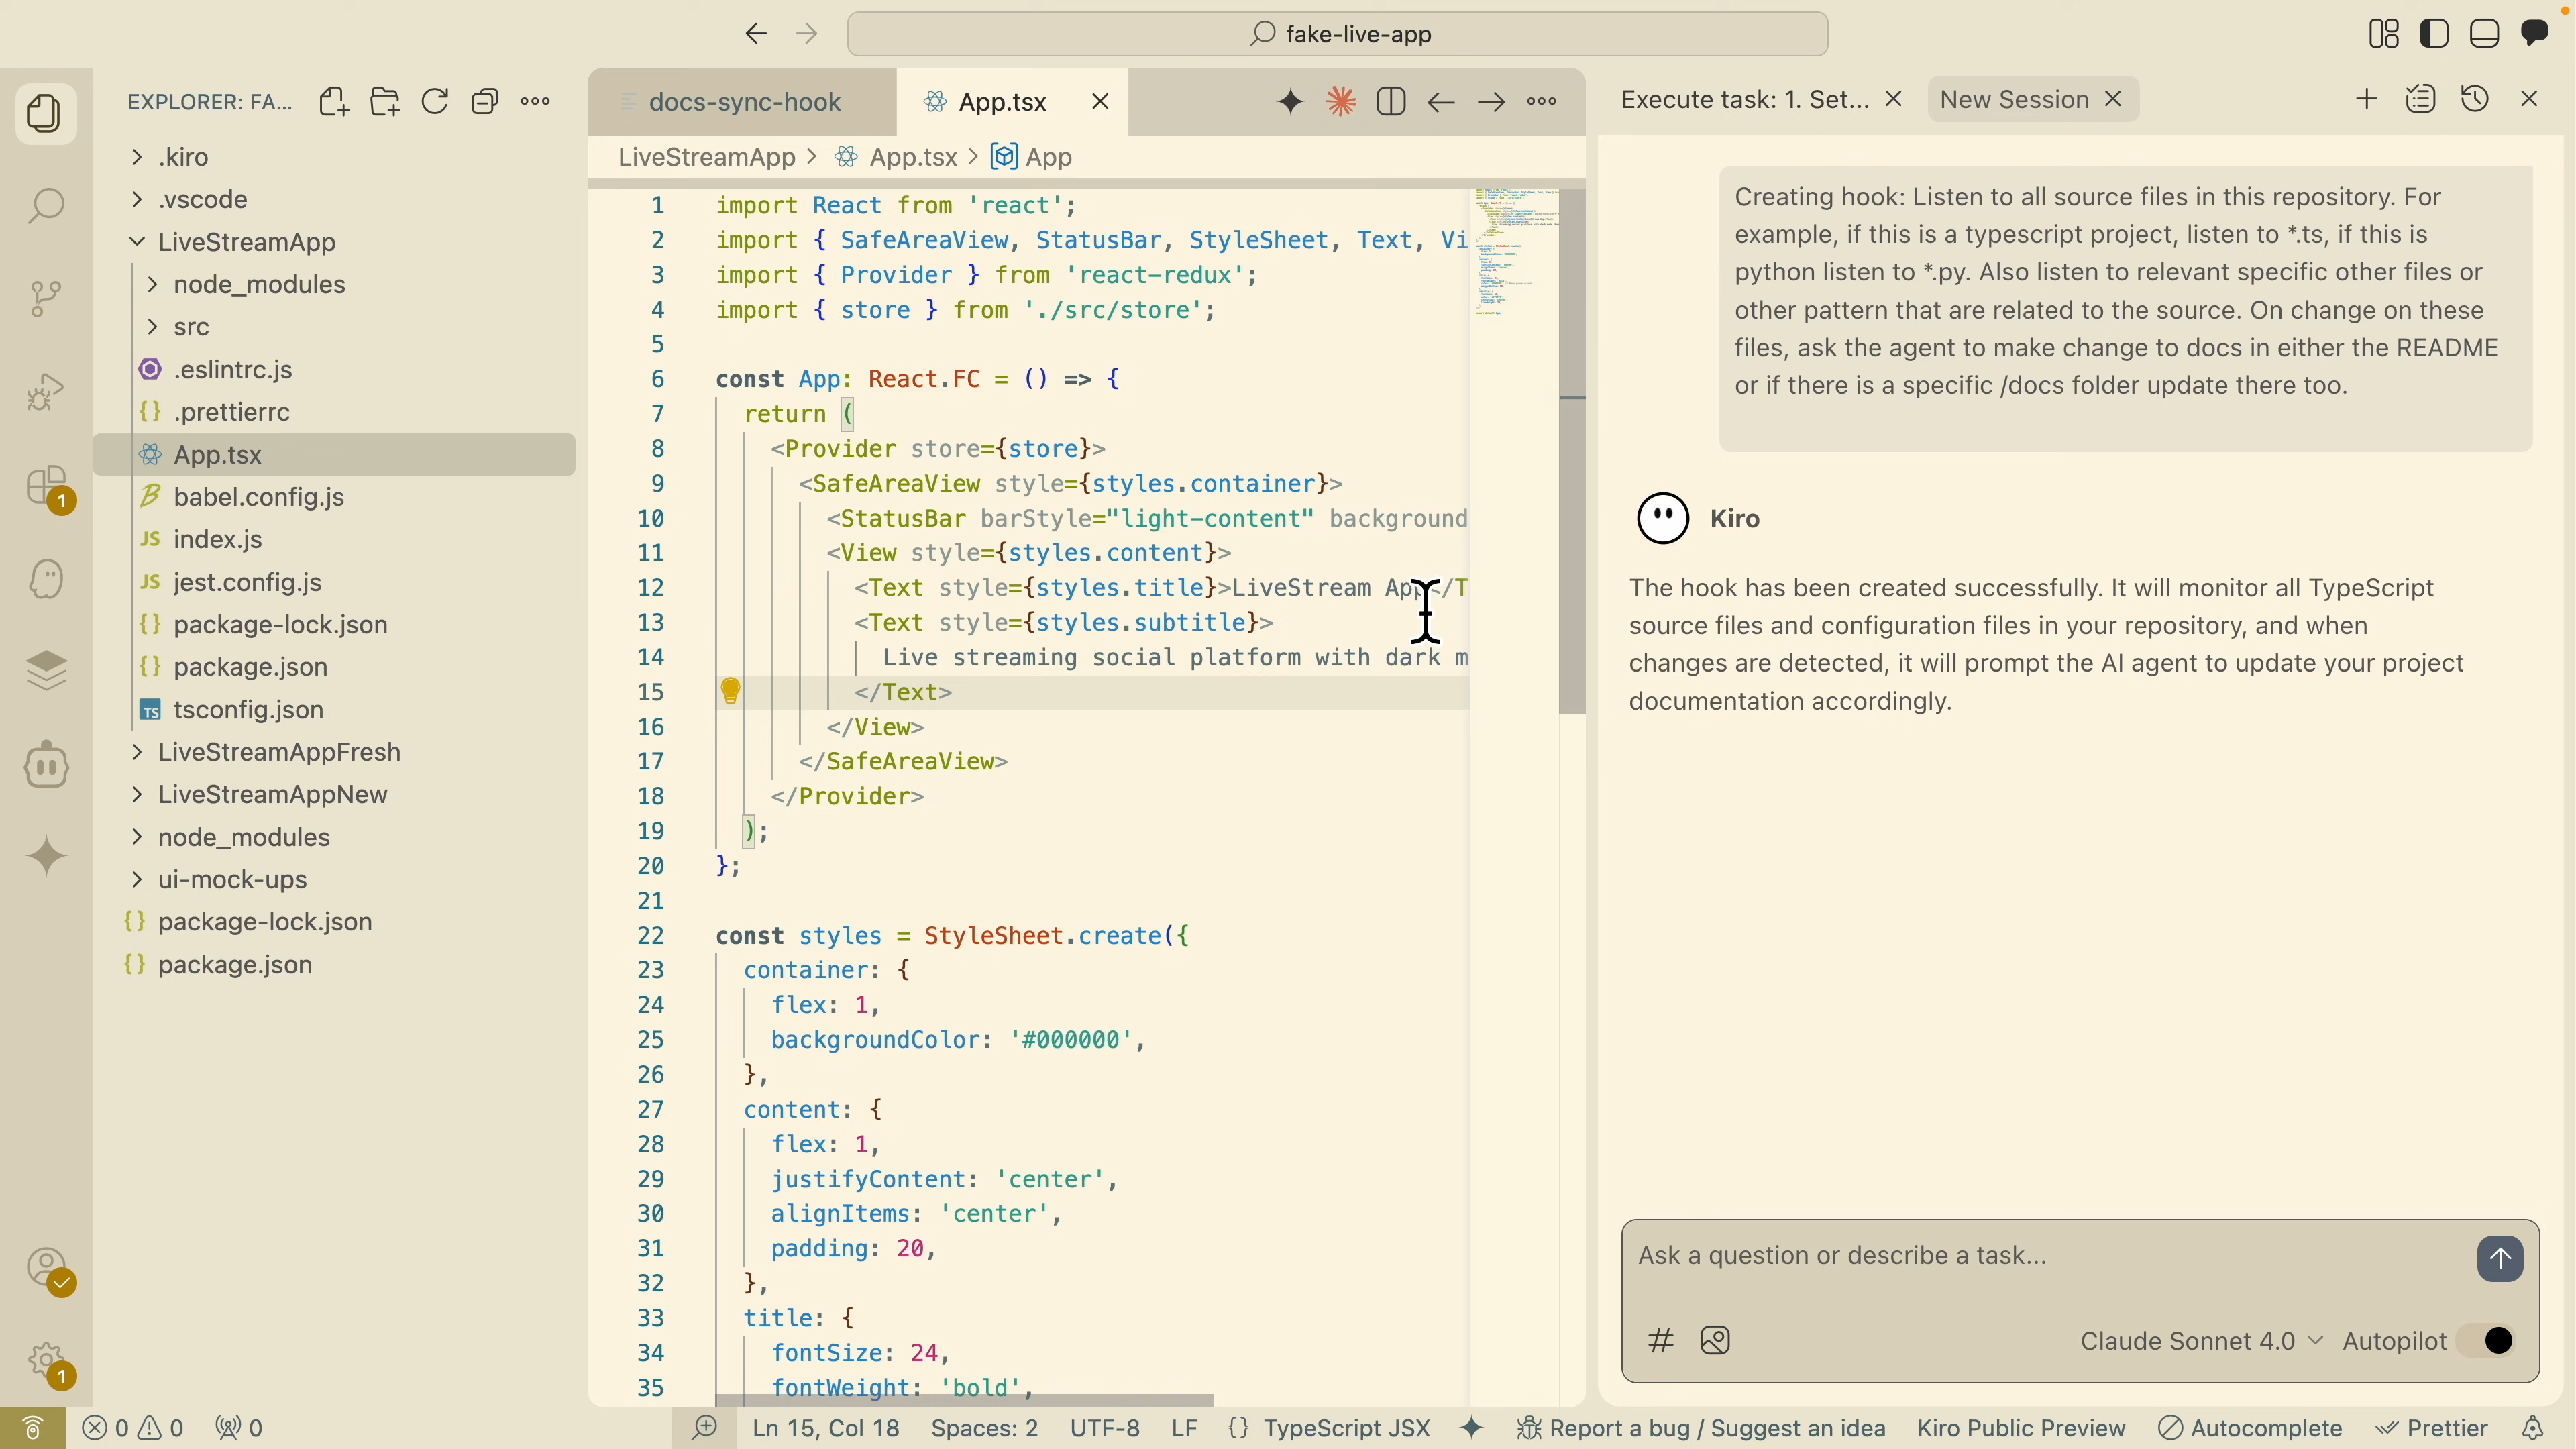 fake-live-app
EXPLORER: FA...
.kiro
.vscode
LiveStreamApp
node_modules
src
.eslintrc.js
.prettierrc
App.tsx
babel.config.js
JS index.js
JS jest.config.js
{} package-lock.json
{} package.json
TS tsconfig.json
LiveStreamAppFresh
LiveStreamAppNew
node_modules
ui-mock-ups
{} package-lock.json
{} package.json
1
1
docs-sync-hook
App.tsx
LiveStreamApp > App.tsx > App
1 import React from 'react';
2 import { SafeAreaView, StatusBar, StyleSheet, Text, Vi
3 import { Provider } from 'react-redux';
4 import { store } from './src/store';
5
6 const App: React.FC = () => {
7 return (
8 <Provider store={store}>
9 <SafeAreaView style={styles.container}>
10 <StatusBar barStyle="light-content" background
11 <View style={styles.content}>
12 <Text style={styles.title}>LiveStream App</T
13 <Text style={styles.subtitle}>
14 Live streaming social platform with dark m
15 </Text>
16 </View>
17 </SafeAreaView>
18 </Provider>
19 );
20 };
21
22 const styles = StyleSheet.create({
23 container: {
24 flex: 1,
25 backgroundColor: '#000000',
26 },
27 content: {
28 flex: 1,
29 justifyContent: 'center',
30 alignItems: 'center',
31 padding: 20,
32 },
33 title: {
34 fontSize: 24,
35 fontWeight: 'bold',
Execute task: 1. Set...
New Session
Creating hook: Listen to all source files in this repository. For
example, if this is a typescript project, listen to *.ts, if this is
python listen to *.py. Also listen to relevant specific other files or
other pattern that are related to the source. On change on these
files, ask the agent to make change to docs in either the README
or if there is a specific /docs folder update there too.
Kiro
The hook has been created successfully. It will monitor all TypeScript
source files and configuration files in your repository, and when
changes are detected, it will prompt the AI agent to update your project
documentation accordingly.
Ask a question or describe a task...
Claude Sonnet 4.0
Autopilot
0 0 0
Ln 15, Col 18
Spaces: 2
UTF-8
LF
{} TypeScript JSX
Report a bug / Suggest an idea
Kiro Public Preview
Autocomplete
Prettier